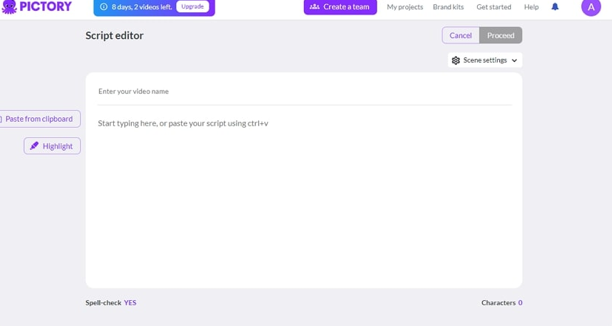 PICTORY
8 days, 2 videos left. Upgrade
Create a team
My projects
Brand kits
Get started
Help
A
Script editor
Cancel
Proceed
Scene settings
Enter your video name
Paste from clipboard
Start typing here, or paste your script using ctrl+v
Highlight
Spell-check YES
Characters 0